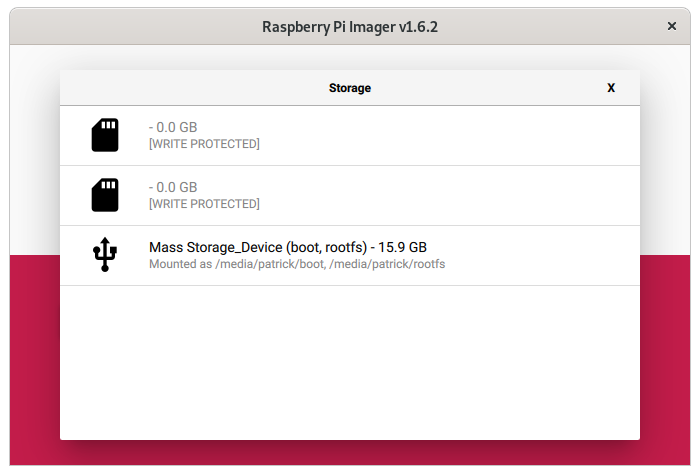 Raspberry Pi Imager v1.6.2
×
Storage
X
- 0.0 GB
[WRITE PROTECTED]
- 0.0 GB
[WRITE PROTECTED]
Mass Storage_Device (boot, rootfs) - 15.9 GB
Mounted as /media/patrick/boot, /media/patrick/rootfs